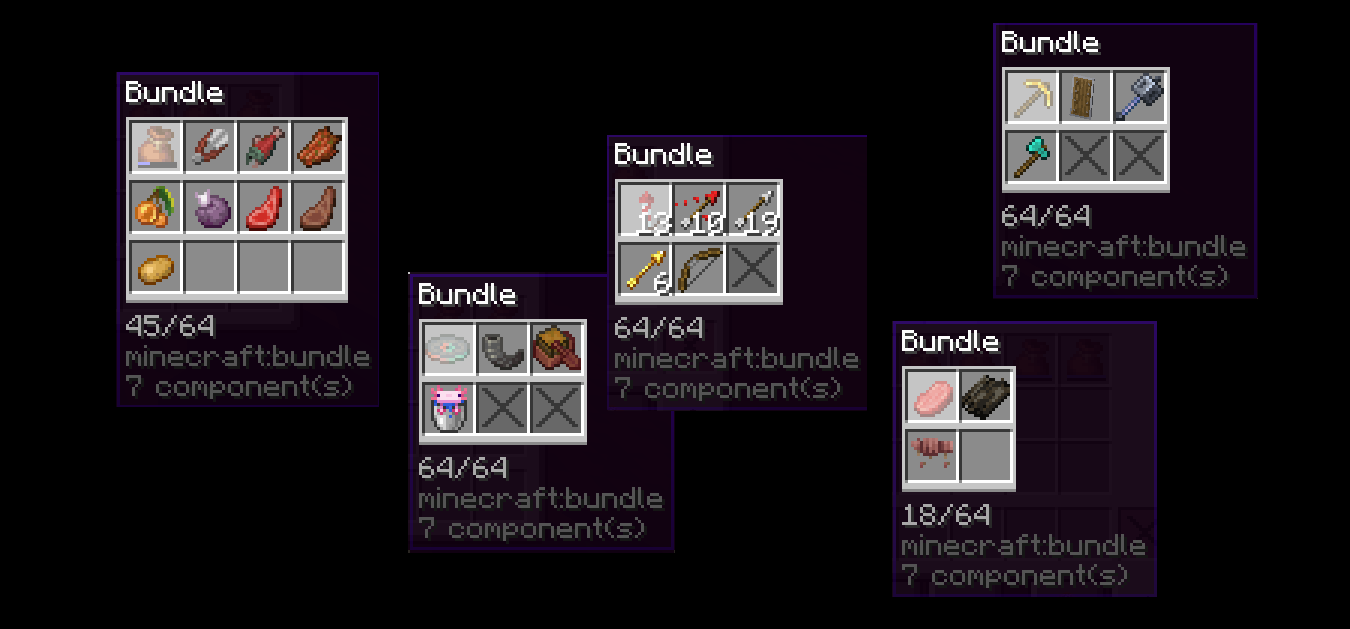 Bundle
45/64
minecraft:bundle
7 component(s)
Bundle
64/64
minecraft:bundle
7 component(s)
Bundle
13 10 19
6
64/64
minecraft:bundle
7 component(s)
Bundle
64/64
minecraft:bundle
7 component(s)
Bundle
18/64
minecraft:bundle
7 component(s)